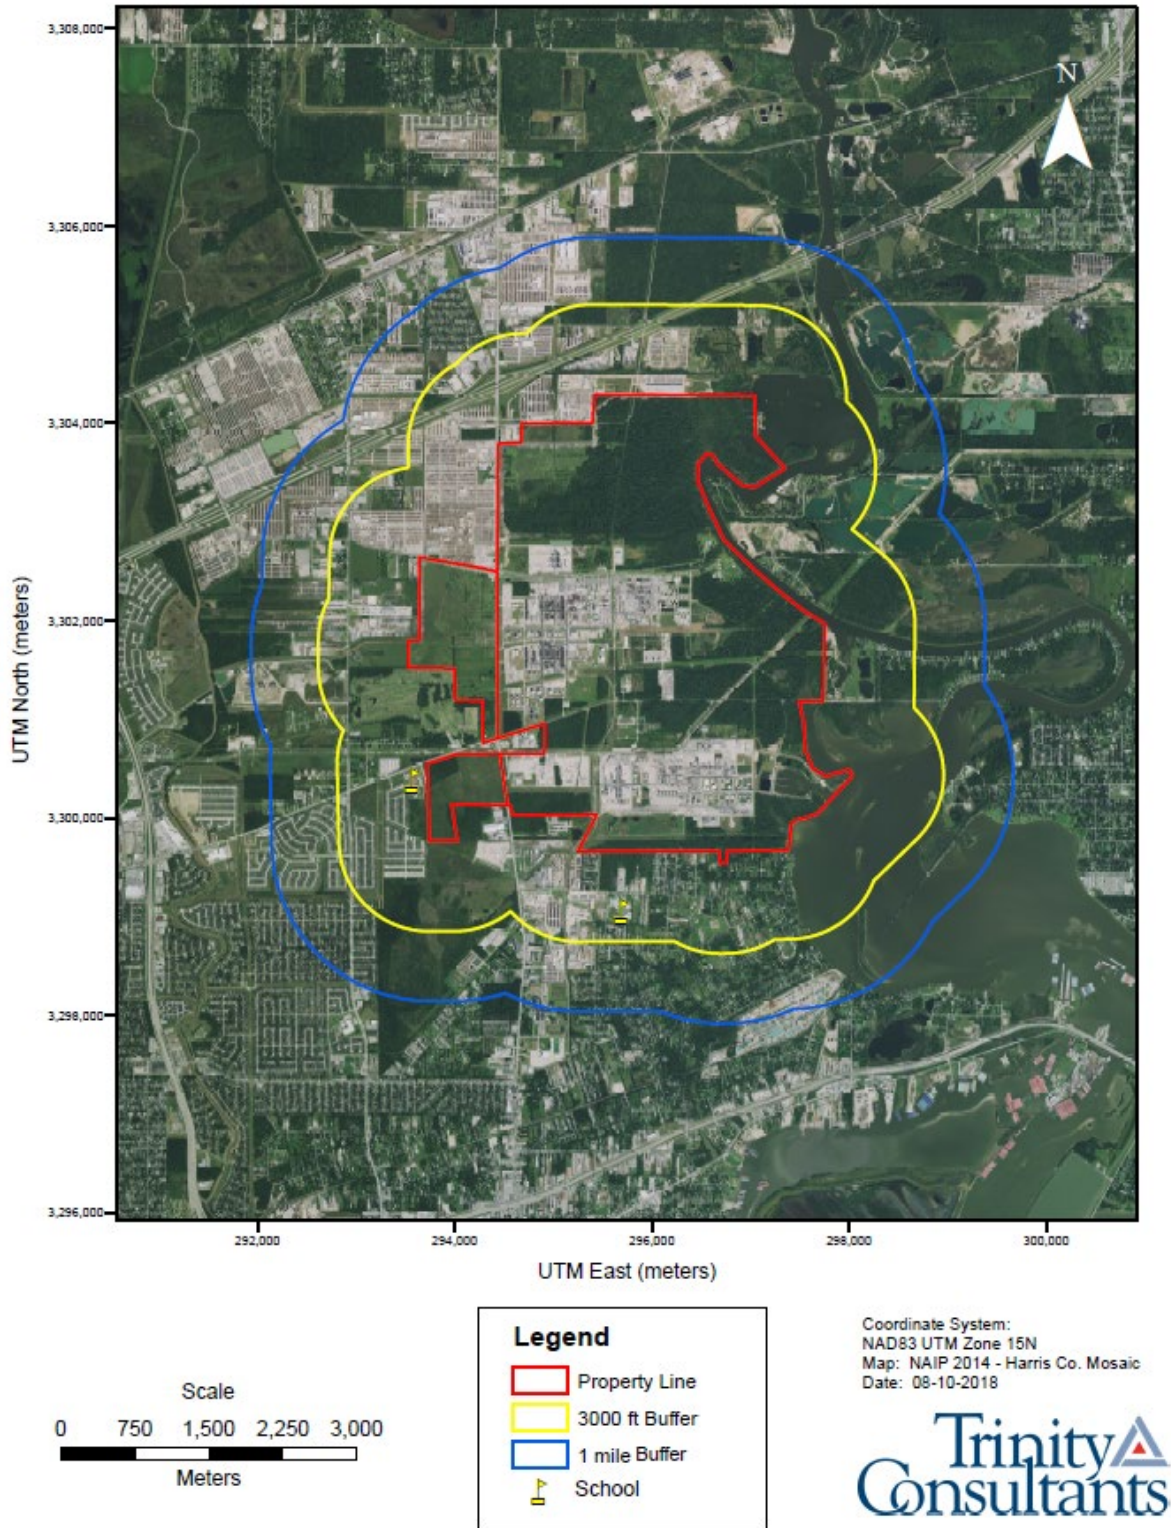 3,308,000
N
3,306,000
3,304,000
3,302,000
3,300,000
3,298,000
3,296,000
UTM North (meters)
292,000 294,000 296,000 298,000 300,000
UTM East (meters)
Scale
0 750 1,500 2,250 3,000
Meters
Legend
Property Line
3000 ft Buffer
1 mile Buffer
School
Coordinate System:
NAD83 UTM Zone 15N
Map: NAIP 2014 - Harris Co. Mosaic
Date: 08-10-2018
Trinity
Consultants